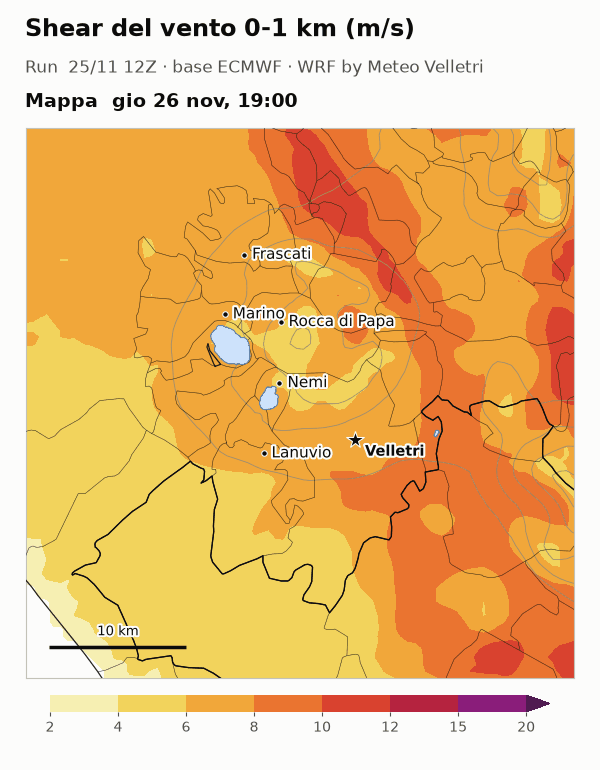 Shear del vento 0-1 km (m/s)
Run  25/11 12Z · base ECMWF · WRF by Meteo Velletri
Mappa  gio 26 nov, 19:00
Frascati
Marino
Rocca di Papa
Nemi
Velletri
Lanuvio
10 km
2 4 6 8 10 12 15 20